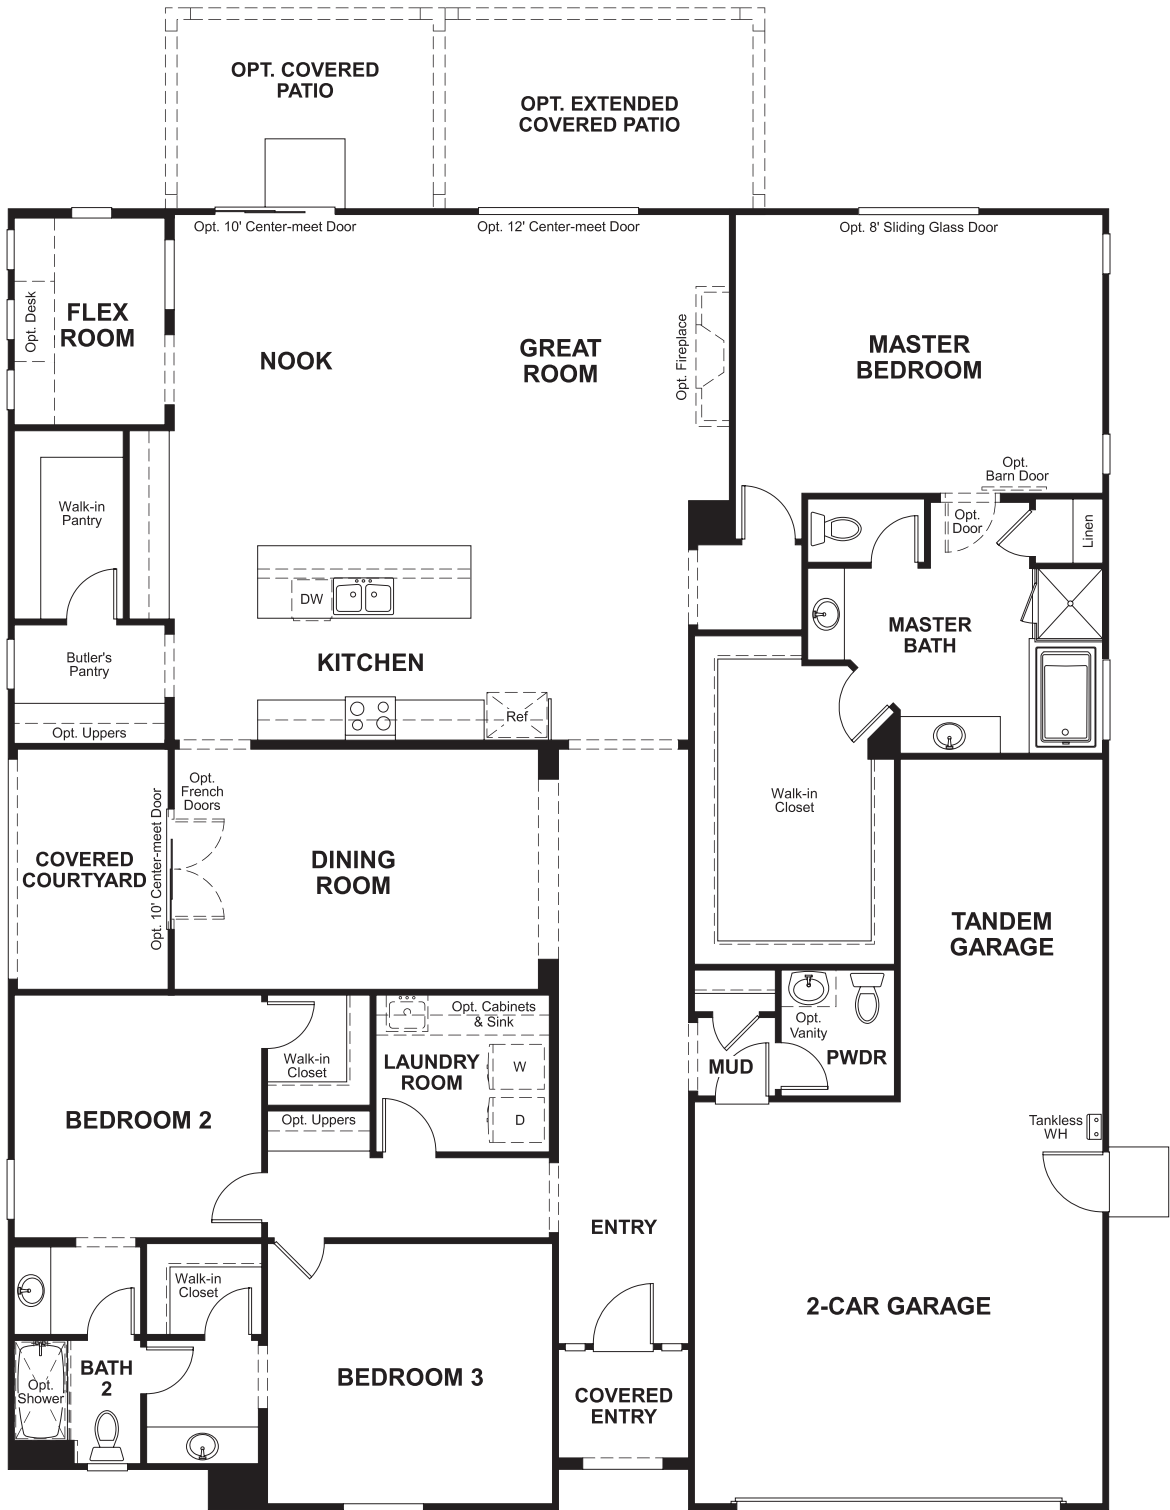 OPT. COVERED
PATIO
OPT. EXTENDED
COVERED PATIO
Opt. 10' Center-meet Door
Opt. 12' Center-meet Door
Opt. 8' Sliding Glass Door
Opt. Desk
FLEX
ROOM
NOOK
GREAT
ROOM
Opt. Fireplace
MASTER
BEDROOM
Opt.
Barn Door
Walk-in
Pantry
Opt.
Door
Linen
DW
MASTER
BATH
Butler's
Pantry
KITCHEN
Opt. Uppers
Ref
Opt.
French
Doors
Walk-in
Closet
COVERED
COURTYARD
Opt. 10' Center-meet Door
DINING
ROOM
TANDEM
GARAGE
Opt. Cabinets
& Sink
Opt.
Vanity
Walk-in
Closet
LAUNDRY
ROOM
W
MUD
PWDR
BEDROOM 2
Opt. Uppers
D
Tankless
WH
ENTRY
Walk-in
Closet
2-CAR GARAGE
BATH
2
Opt.
Shower
BEDROOM 3
COVERED
ENTRY